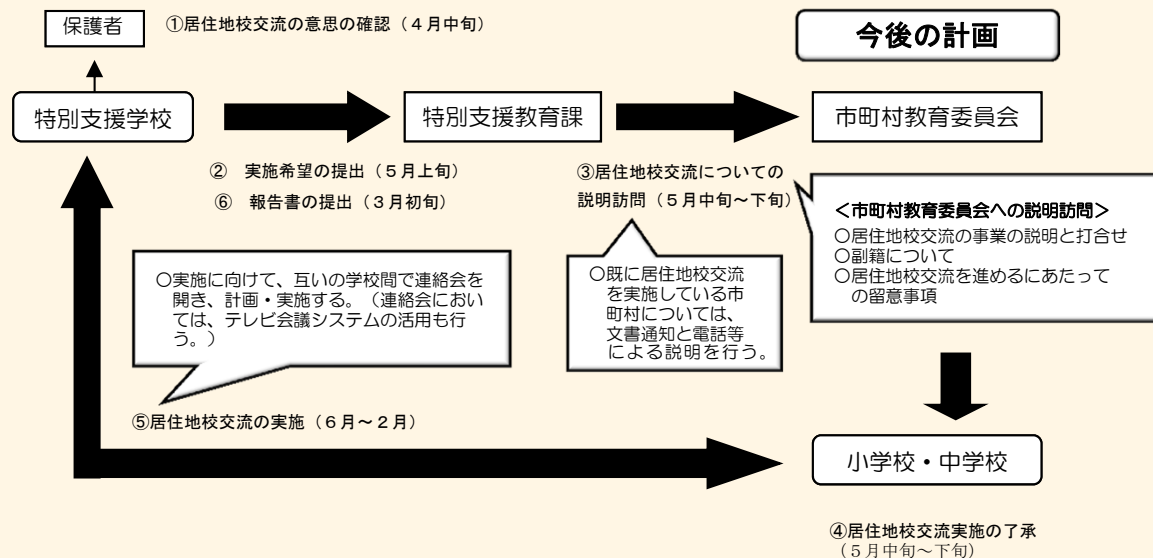 保護者
①居住地校交流の意思の確認（４月中旬）
今後の計画
特別支援学校
特別支援教育課
市町村教育委員会
②　実施希望の提出（５月上旬）
⑥　報告書の提出（３月初旬）
③居住地校交流についての
説明訪問（５月中旬～下旬）
＜市町村教育委員会への説明訪問＞
○居住地校交流の事業の説明と打合せ
○副籍について
○居住地校交流を進めるにあたって
の留意事項
○実施に向けて、互いの学校間で連絡会を
開き、計画・実施する。（連絡会におい
ては、テレビ会議システムの活用も行
う。）
○既に居住地校交流
を実施している市
町村については、
文書通知と電話等
による説明を行う。
⑤居住地校交流の実施（６月～２月）
小学校・中学校
④居住地校交流実施の了承
（５月中旬～下旬）